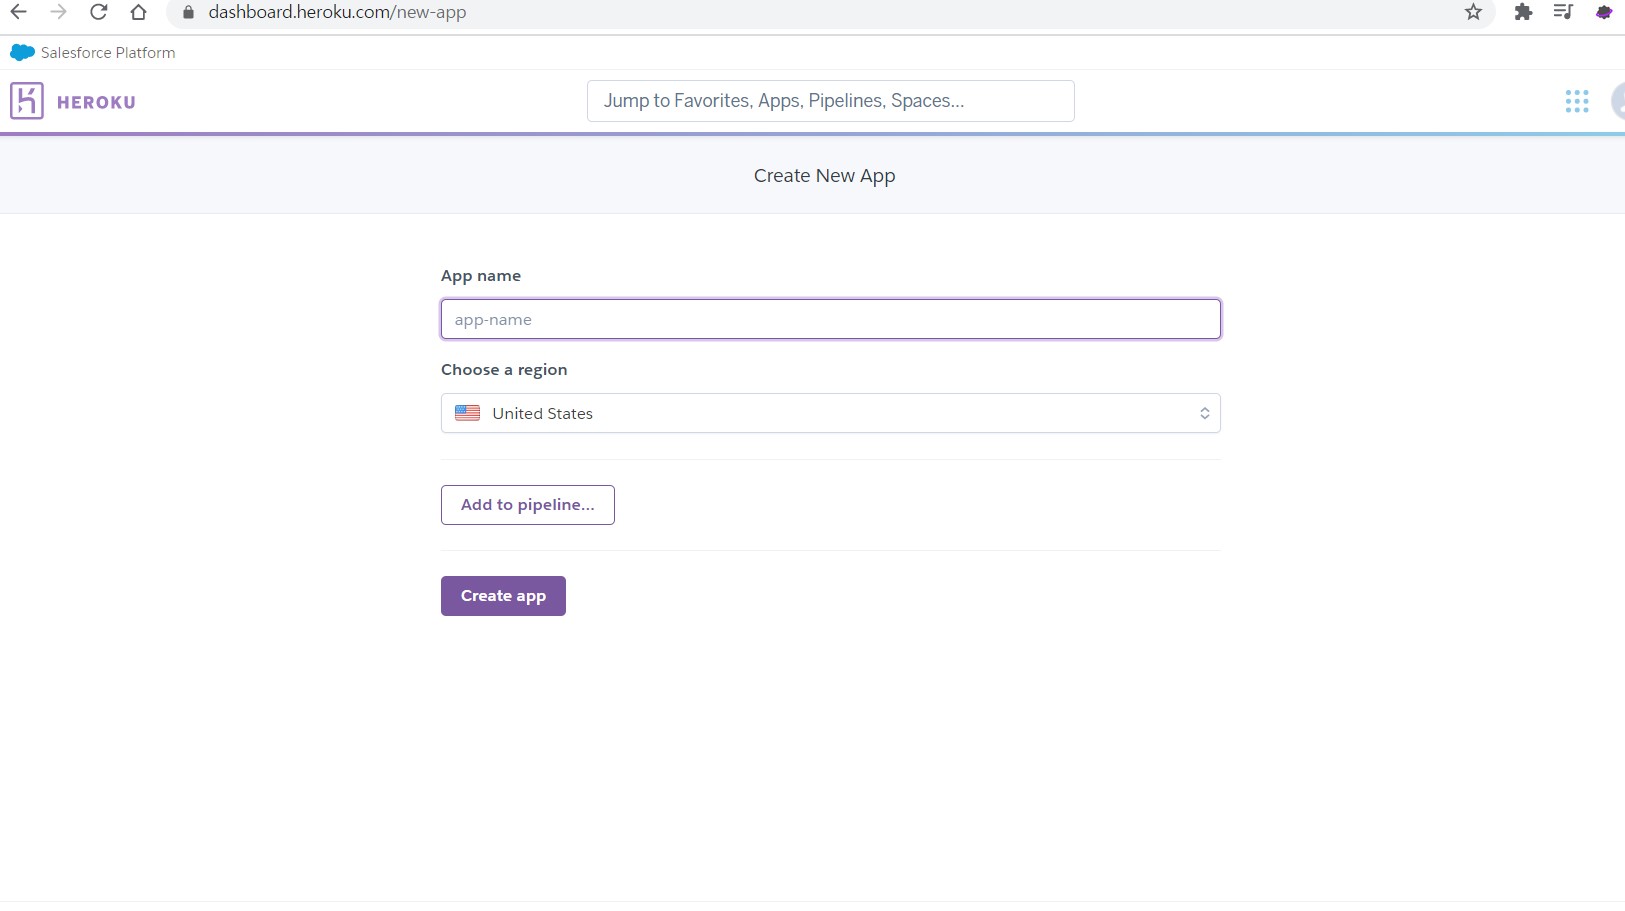 dashboard.heroku.com/new-app
Salesforce Platform
HEROKU
Jump to Favorites, Apps, Pipelines, Spaces...
Create New App
App name
app-name
Choose a region
United States
Add to pipeline...
Create app